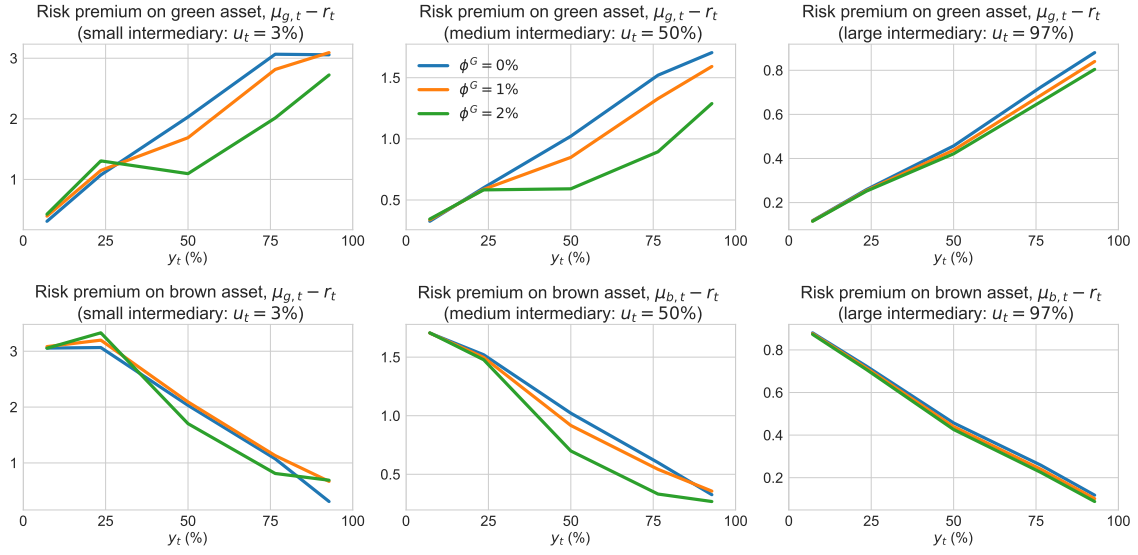 Risk premium on green asset, μg,t − rt
(small intermediary: ut = 3%)
3
2
1
0 25 50 75 100
yt (%)
Risk premium on green asset, μg,t − rt
(medium intermediary: ut = 50%)
ϕG = 0%
ϕG = 1%
ϕG = 2%
1.5
1.0
0.5
0 25 50 75 100
yt (%)
Risk premium on green asset, μg,t − rt
(large intermediary: ut = 97%)
0.8
0.6
0.4
0.2
0 25 50 75 100
yt (%)
Risk premium on brown asset, μg,t − rt
(small intermediary: ut = 3%)
3
2
1
0 25 50 75 100
yt (%)
Risk premium on brown asset, μb,t − rt
(medium intermediary: ut = 50%)
1.5
1.0
0.5
0 25 50 75 100
yt (%)
Risk premium on brown asset, μb,t − rt
(large intermediary: ut = 97%)
0.8
0.6
0.4
0.2
0 25 50 75 100
yt (%)